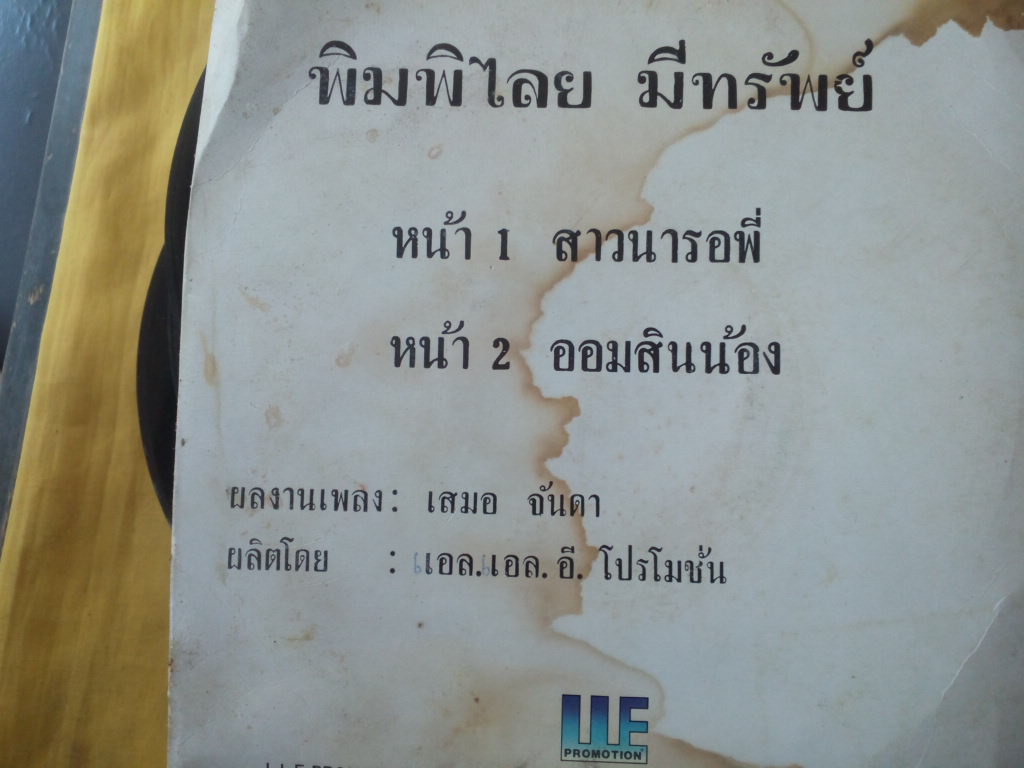 พิมพิไลย มีทรัพย์
หน้า 1 สาวนารอพี่
หน้า 2 ออมสินน้อง
ผลงานเพลง : เสมอ จันดา
ผลิตโดย : แอล.แอล.อี. โปรโมชั่น
LLE
PROMOTION